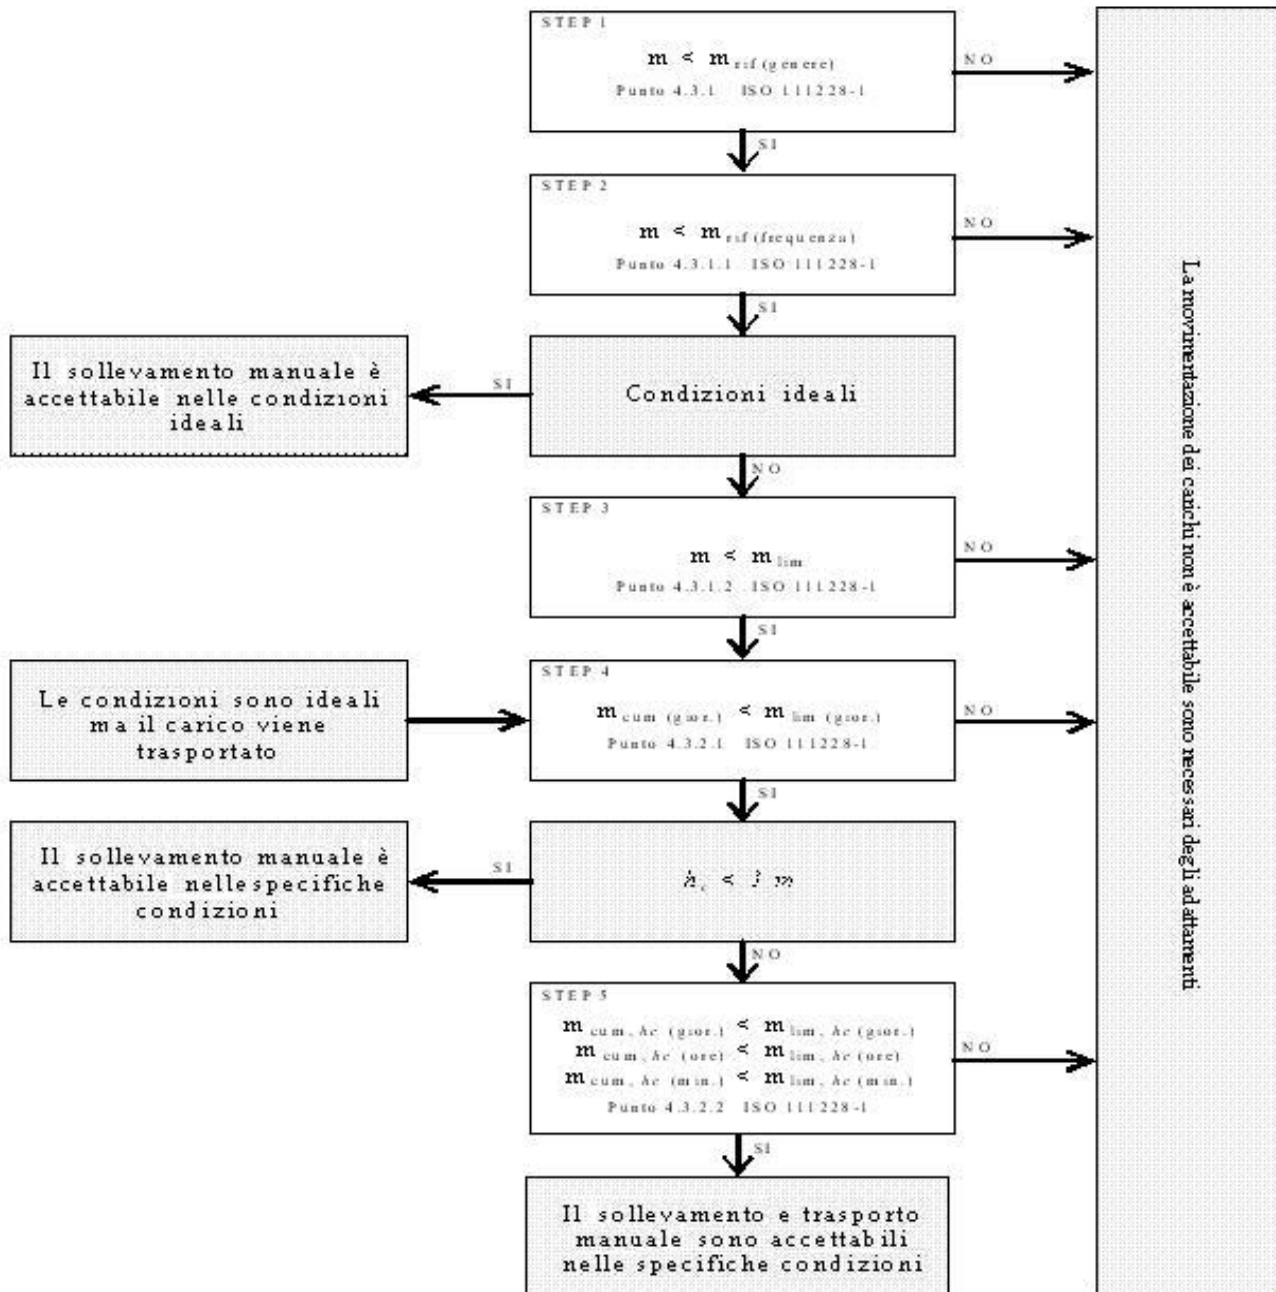 STEP 1
m < m rif (genere)
Punto 4.3.1 ISO 111228-1
NO
SI
STEP 2
m < m rif (frequenza)
Punto 4.3.1.1 ISO 111228-1
NO
SI
Il sollevamento manuale è
accettabile nelle condizioni
ideali
SI
Condizioni ideali
NO
STEP 3
m < m lim
Punto 4.3.1.2 ISO 111228-1
NO
SI
Le condizioni sono ideali
ma il carico viene
trasportato
STEP 4
m cum (gior.) < m lim (gior.)
Punto 4.3.2.1 ISO 111228-1
NO
SI
Il sollevamento manuale è
accettabile nelle specifiche
condizioni
SI
h c < 1 m
NO
STEP 5
m cum, hc (gior.) < m lim, hc (gior.)
m cum, hc (ore) < m lim, hc (ore)
m cum, hc (min.) < m lim, hc (min.)
Punto 4.3.2.2 ISO 111228-1
NO
SI
Il sollevamento e trasporto
manuale sono accettabili
nelle specifiche condizioni
La movimentazione dei carichi non è accettabile sono necessari degli adattamenti